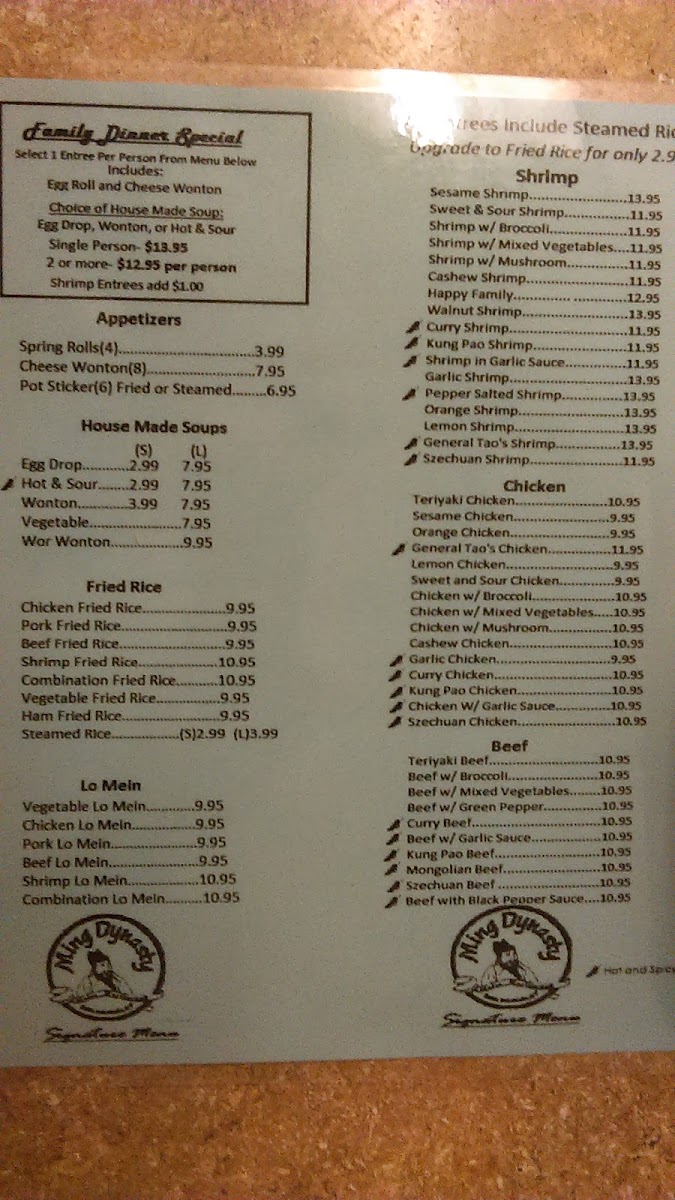 Family Dinner Special
Select 1 Entree Per Person From Menu Below
Includes:
Egg Roll and Cheese Wonton
Choice of House Made Soup:
Egg Drop, Wonton, or Hot & Sour
Single Person- $13.95
2 or more- $12.95 per person
Shrimp Entrees add $1.00
Appetizers
Spring Rolls(4)..............................3.99
Cheese Wonton(8)........................7.95
Pot Sticker(6) Fried or Steamed.........6.95
House Made Soups
(S) (L)
Egg Drop...........2.99 7.95
Hot & Sour.......2.99 7.95
Wonton...........3.99 7.95
Vegetable....................7.95
Wor Wonton................9.95
Fried Rice
Chicken Fried Rice....................9.95
Pork Fried Rice..........................9.95
Beef Fried Rice..........................9.95
Shrimp Fried Rice...................10.95
Combination Fried Rice..........10.95
Vegetable Fried Rice...............9.95
Ham Fried Rice........................9.95
Steamed Rice...............(S)2.99 (L)3.99
Lo Mein
Vegetable Lo Mein............9.95
Chicken Lo Mein...............9.95
Pork Lo Mein....................9.95
Beef Lo Mein....................9.95
Shrimp Lo Mein................10.95
Combination Lo Mein.........10.95
Ming Dynasty
Signature Menu
Include Steamed
Upgrade to Fried Rice for only 2.9
Shrimp
Sesame Shrimp.........................13.95
Sweet & Sour Shrimp................11.95
Shrimp w/ Broccoli...................11.95
Shrimp w/ Mixed Vegetables....11.95
Shrimp w/ Mushroom...............11.95
Cashew Shrimp.........................11.95
Happy Family............. .............12.95
Walnut Shrimp.........................13.95
Curry Shrimp.............................11.95
Kung Pao Shrimp......................11.95
Shrimp in Garlic Sauce..............11.95
Garlic Shrimp...........................13.95
Pepper Salted Shrimp...............13.95
Orange Shrimp.........................13.95
Lemon Shrimp..........................13.95
General Tao's Shrimp................13.95
Szechuan Shrimp......................11.95
Chicken
Teriyaki Chicken.......................10.95
Sesame Chicken........................9.95
Orange Chicken.........................9.95
General Tao's Chicken...............11.95
Lemon Chicken..........................9.95
Sweet and Sour Chicken.............9.95
Chicken w/ Broccoli..................10.95
Chicken w/ Mixed Vegetables.....10.95
Chicken w/ Mushroom...............10.95
Cashew Chicken........................10.95
Garlic Chicken............................9.95
Curry Chicken...........................10.95
Kung Pao Chicken.....................10.95
Chicken W/ Garlic Sauce............10.95
Szechuan Chicken.....................10.95
Beef
Teriyaki Beef............................10.95
Beef w/ Broccoli.......................10.95
Beef w/ Mixed Vegetables........10.95
Beef w/ Green Pepper..............10.95
Curry Beef................................10.95
Beef w/ Garlic Sauce.................10.95
Kung Pao Beef..........................10.95
Mongolian Beef........................10.95
Szechuan Beef .........................10.95
Beef with Black Pepper Sauce....10.95
Ming Dynasty
Hot and Spicy
Signature Menu